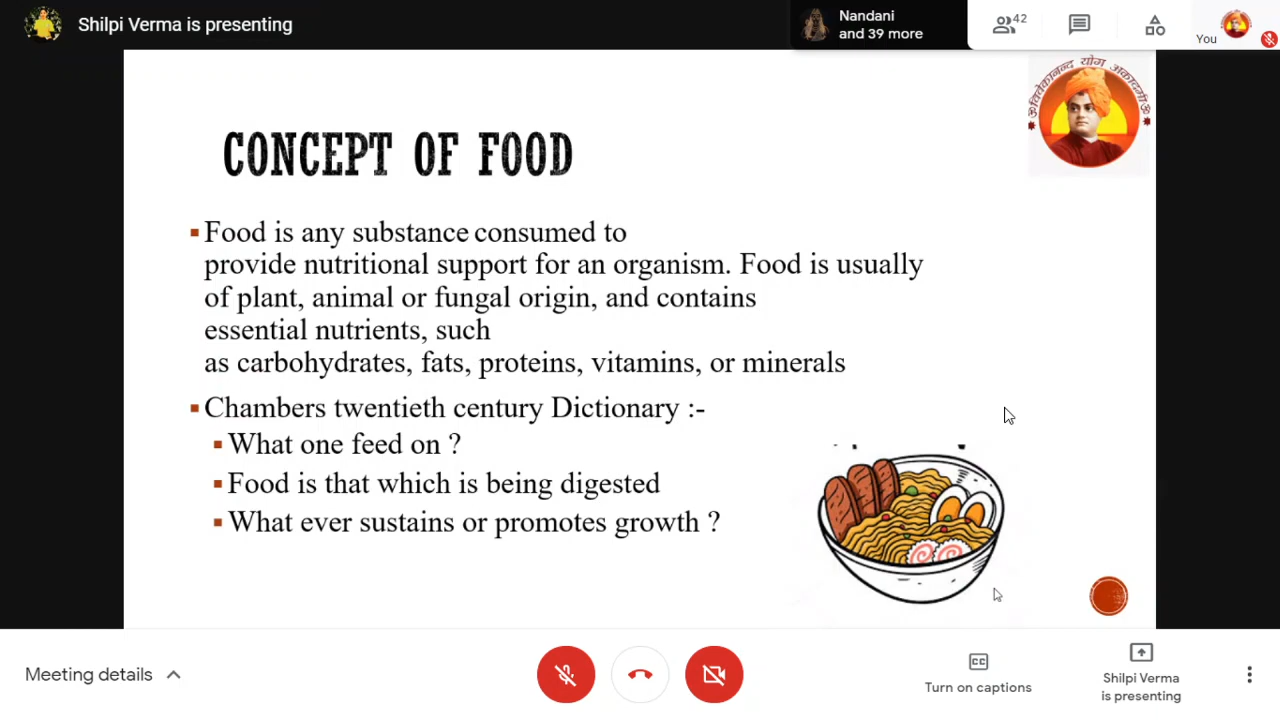 Shilpi Verma is presenting
Nandani
and 39 more
42
You
विवेकानन्द योग अकादमी
CONCEPT OF FOOD
Food is any substance consumed to
provide nutritional support for an organism. Food is usually
of plant, animal or fungal origin, and contains
essential nutrients, such
as carbohydrates, fats, proteins, vitamins, or minerals
Chambers twentieth century Dictionary :-
What one feed on ?
Food is that which is being digested
What ever sustains or promotes growth ?
Meeting details
CC
Turn on captions
Shilpi Verma
is presenting